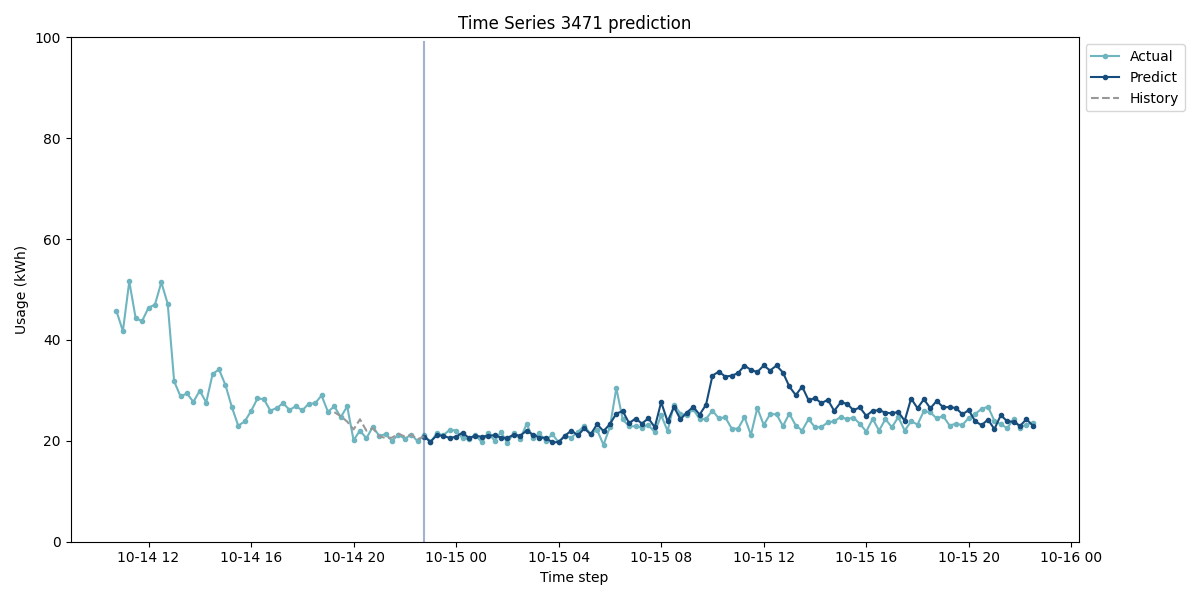 Time Series 3471 prediction
Usage (kWh)
100
80
60
40
20
0
10-14 12
10-14 16
10-14 20
10-15 00
10-15 04
10-15 08
10-15 12
10-15 16
10-15 20
10-16 00
Time step
Actual
Predict
History